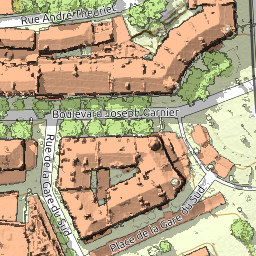 Rue André Theuriet
Boulevard Joseph Garnier
Rue de la Gare du Sud
Place de la Gare du Sud